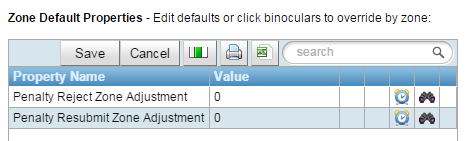 Zone Default Properties - Edit defaults or click binoculars to override by zone:
Save Cancel search
Property Name Value
Penalty Reject Zone Adjustment 0
Penalty Resubmit Zone Adjustment 0